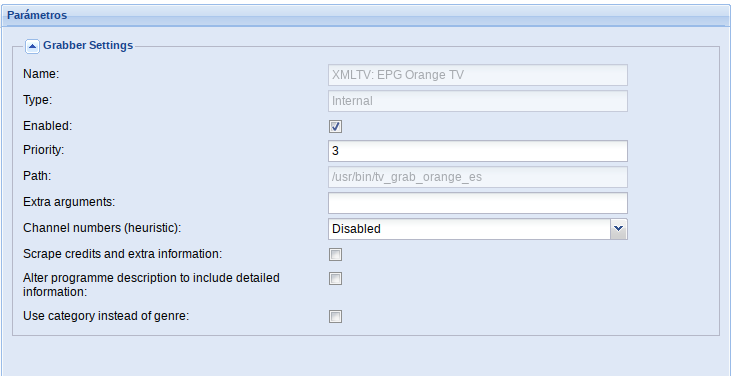 Parámetros
Grabber Settings
Name:
XMLTV: EPG Orange TV
Type:
Internal
Enabled:
Priority:
3
Path:
/usr/bin/tv_grab_orange_es
Extra arguments:
Channel numbers (heuristic):
Disabled
Scrape credits and extra information:
Alter programme description to include detailed
information:
Use category instead of genre: